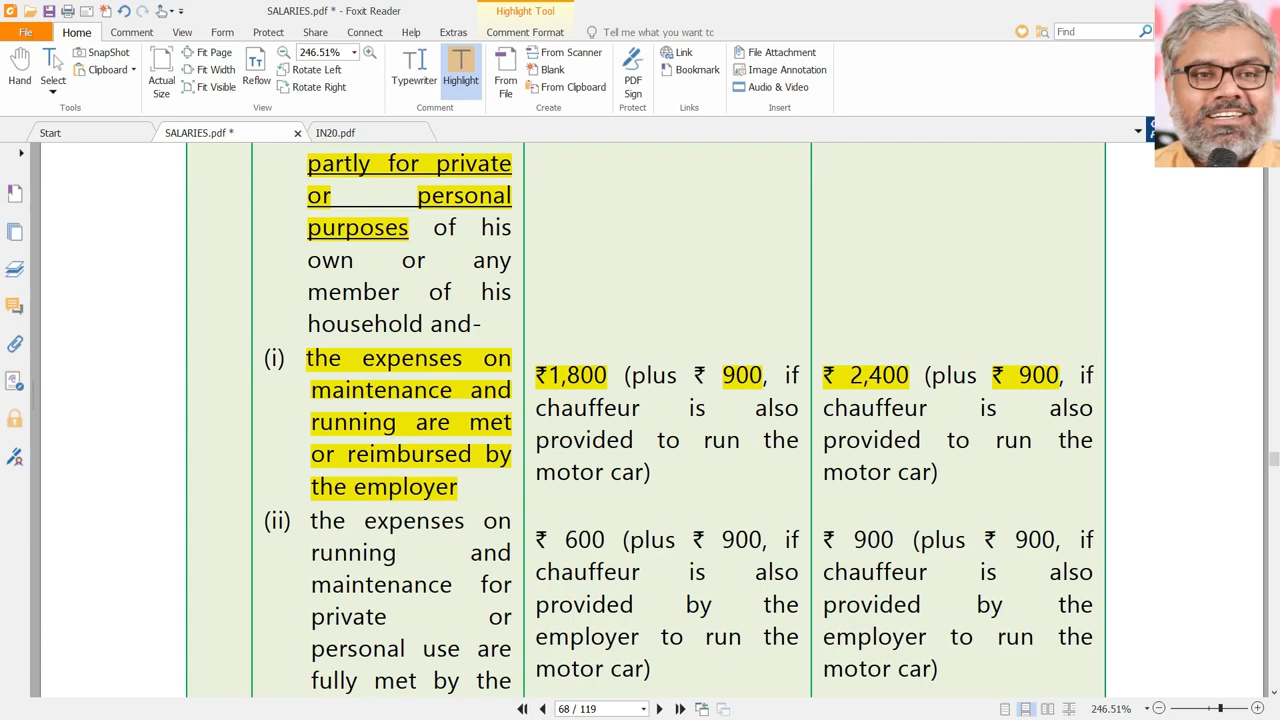 SALARIES.pdf * - Foxit Reader
Highlight Tool
File Home Comment View Form Protect Share Connect Help Extras Comment Format Tell me what you want to Find
Hand
Select
SnapShot
Clipboard
Tools
Actual Size
Fit Page
Fit Width
Fit Visible
Reflow
246.51%
Rotate Left
Rotate Right
View
Typewriter
Highlight
Comment
From File
From Scanner
Blank
From Clipboard
Create
PDF Sign
Protect
Link
Bookmark
Links
File Attachment
Image Annotation
Audio & Video
Insert
Start SALARIES.pdf * IN20.pdf
partly for private
or personal
purposes of his
own or any
member of his
household and-
(i) the expenses on
maintenance and
running are met
or reimbursed by
the employer
₹1,800 (plus ₹ 900, if
chauffeur is also
provided to run the
motor car)
₹ 2,400 (plus ₹ 900, if
chauffeur is also
provided to run the
motor car)
(ii) the expenses on
running and
maintenance for
private or
personal use are
fully met by the
₹ 600 (plus ₹ 900, if
chauffeur is also
provided by the
employer to run the
motor car)
₹ 900 (plus ₹ 900, if
chauffeur is also
provided by the
employer to run the
motor car)
68 / 119
246.51%